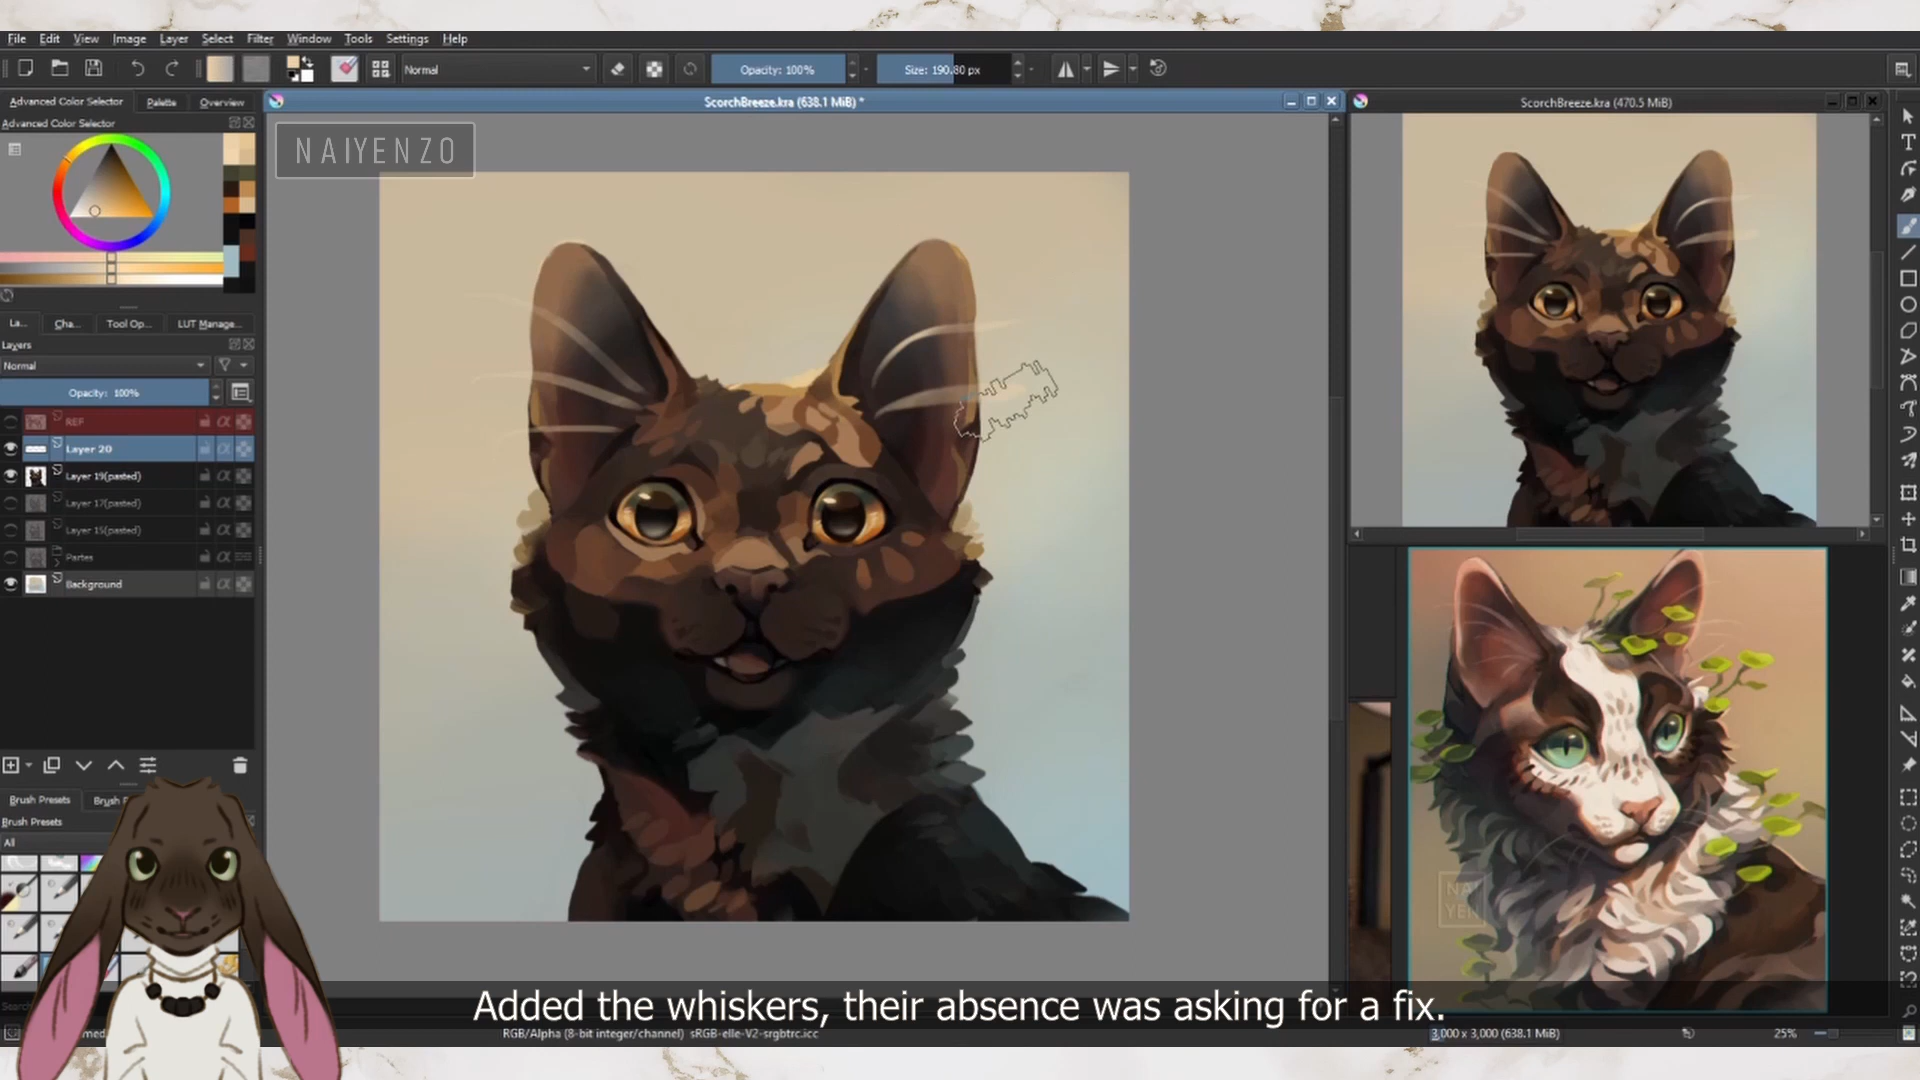 File Edit View Image Layer Select Filter Window Tools Settings Help
Normal
Opacity: 100%
Size: 190.80 px
Advanced Color Selector Palette Overview
Advanced Color Selector
ScorchBreeze.kra (638.1 MiB) *
ScorchBreeze.kra (470.5 MiB)
NAIYENZO
La... Cha... Tool Op... LUT Manage...
Layers
Normal
Opacity: 100%
REF
Layer 20
Layer 19(pasted)
Layer 17(pasted)
Layer 15(pasted)
Partes
Background
Brush Presets
Brush Presets
All
NAI
YEN
Added the whiskers, their absence was asking for a fix.
RGB/Alpha (8-bit integer/channel) sRGB-elle-V2-srgbtrc.icc
3,000 x 3,000 (638.1 MiB)
25%